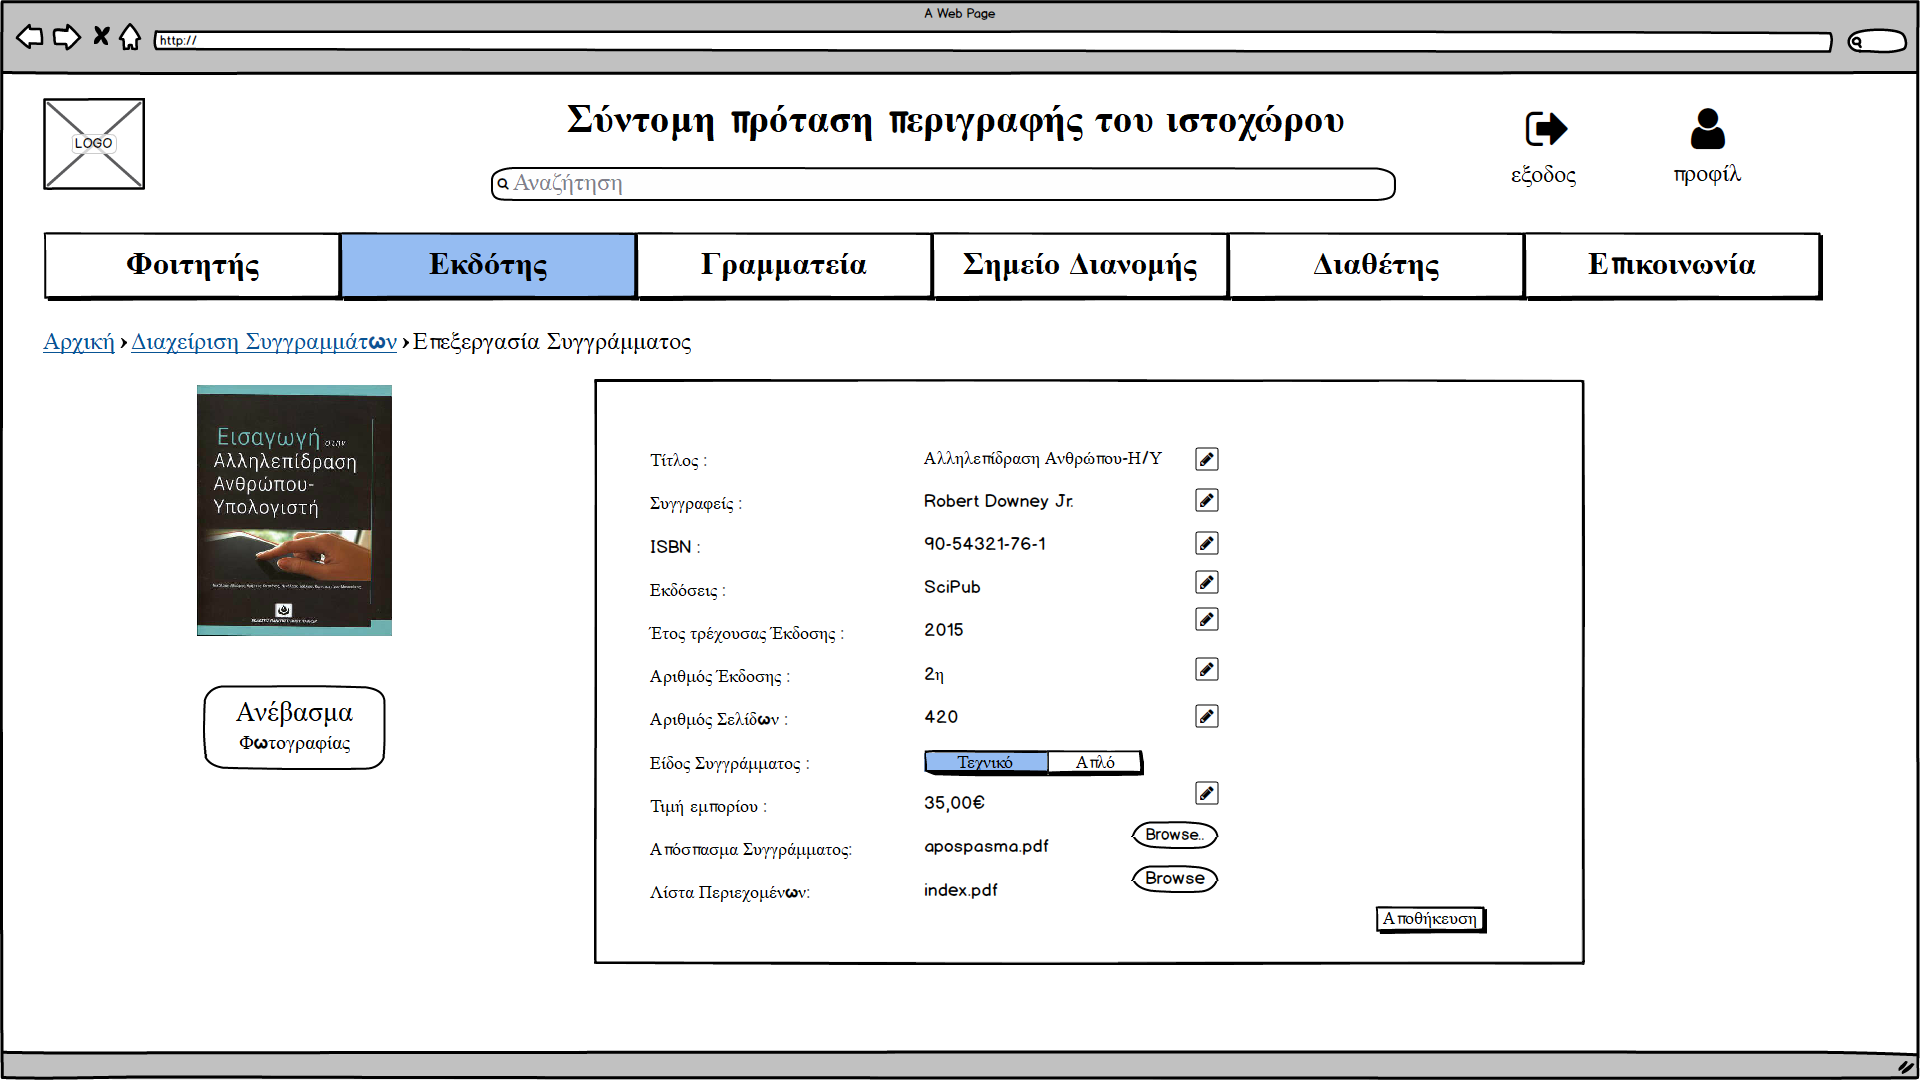 A Web Page
http://
LOGO
Σύντομη πρόταση περιγραφής του ιστοχώρου
Αναζήτηση
εξοδος
προφίλ
Φοιτητής
Εκδότης
Γραμματεία
Σημείο Διανομής
Διαθέτης
Επικοινωνία
Αρχική › Διαχείριση Συγγραμμάτων › Επεξεργασία Συγγράμματος
Εισαγωγή στην
Αλληλεπίδραση
Ανθρώπου-
Υπολογιστή
Ανέβασμα
Φωτογραφίας
Τίτλος : Αλληλεπίδραση Ανθρώπου-Η/Υ
Συγγραφείς : Robert Downey Jr.
ISBN : 90-54321-76-1
Εκδόσεις : SciPub
Έτος τρέχουσας Έκδοσης : 2015
Αριθμός Έκδοσης : 2η
Αριθμός Σελίδων : 420
Είδος Συγγράμματος : Τεχνικό Απλό
Τιμή εμπορίου : 35,00€
Απόσπασμα Συγγράμματος: apospasma.pdf Browse..
Λίστα Περιεχομένων: index.pdf Browse
Αποθήκευση